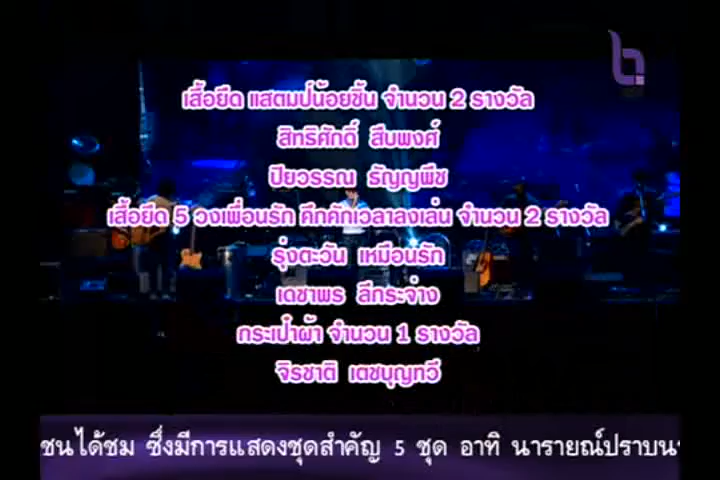 เสื้อยืด แสตมป์น้อยชิ้น จำนวน 2 รางวัล
สิทธิศักดิ์ สืบพงศ์
ปิยวรรณ ธัญญพืช
เสื้อยืด 5 วงเพื่อนรัก คึกคักเวลาลงเล่น จำนวน 2 รางวัล
รุ่งตะวัน เหมือนรัก
เดชาพร ลีกระจ่าง
กระเป๋าผ้า จำนวน 1 รางวัล
จิรชาติ เตชบุญทวี
ชนได้ชม ซึ่งมีการแสดงชุดสำคัญ 5 ชุด อาทิ นารายณ์ปราบน